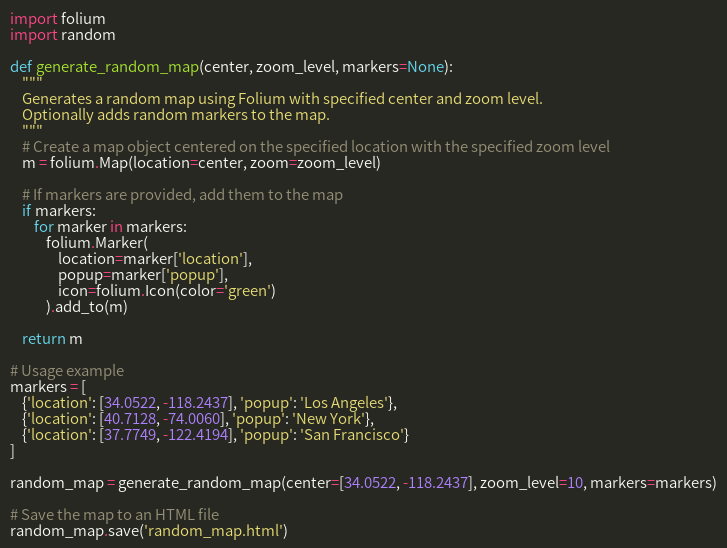 import folium
import random
def generate_random_map(center, zoom_level, markers=None):
    """
    Generates a random map using Folium with specified center and zoom level.
    Optionally adds random markers to the map.
    """
    # Create a map object centered on the specified location with the specified zoom level
    m = folium.Map(location=center, zoom=zoom_level)
    # If markers are provided, add them to the map
    if markers:
        for marker in markers:
            folium.Marker(
                location=marker['location'],
                popup=marker['popup'],
                icon=folium.Icon(color='green')
            ).add_to(m)
    return m
# Usage example
markers = [
    {'location': [34.0522, -118.2437], 'popup': 'Los Angeles'},
    {'location': [40.7128, -74.0060], 'popup': 'New York'},
    {'location': [37.7749, -122.4194], 'popup': 'San Francisco'}
]
random_map = generate_random_map(center=[34.0522, -118.2437], zoom_level=10, markers=markers)
# Save the map to an HTML file
random_map.save('random_map.html')